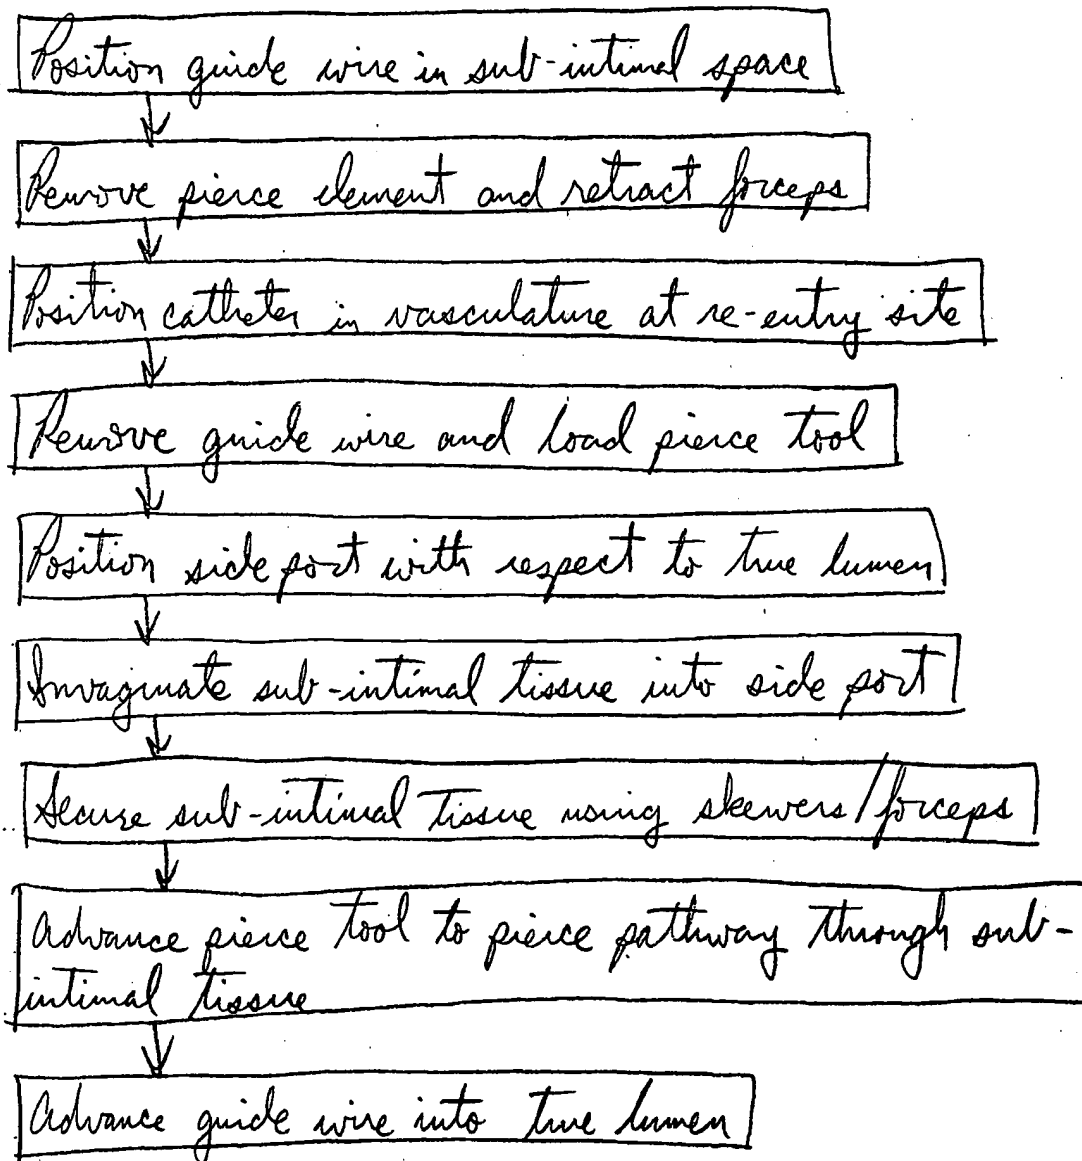 Position guide wire in sub-intimal space
Remove pierce element and retract forceps
Position catheter in vasculature at re-entry site
Remove guide wire and load pierce tool
Position side port with respect to true lumen
Invaginate sub-intimal tissue into side port
Secure sub-intimal tissue using skewers/forceps
Advance pierce tool to pierce pathway through sub-
intimal tissue
Advance guide wire into true lumen